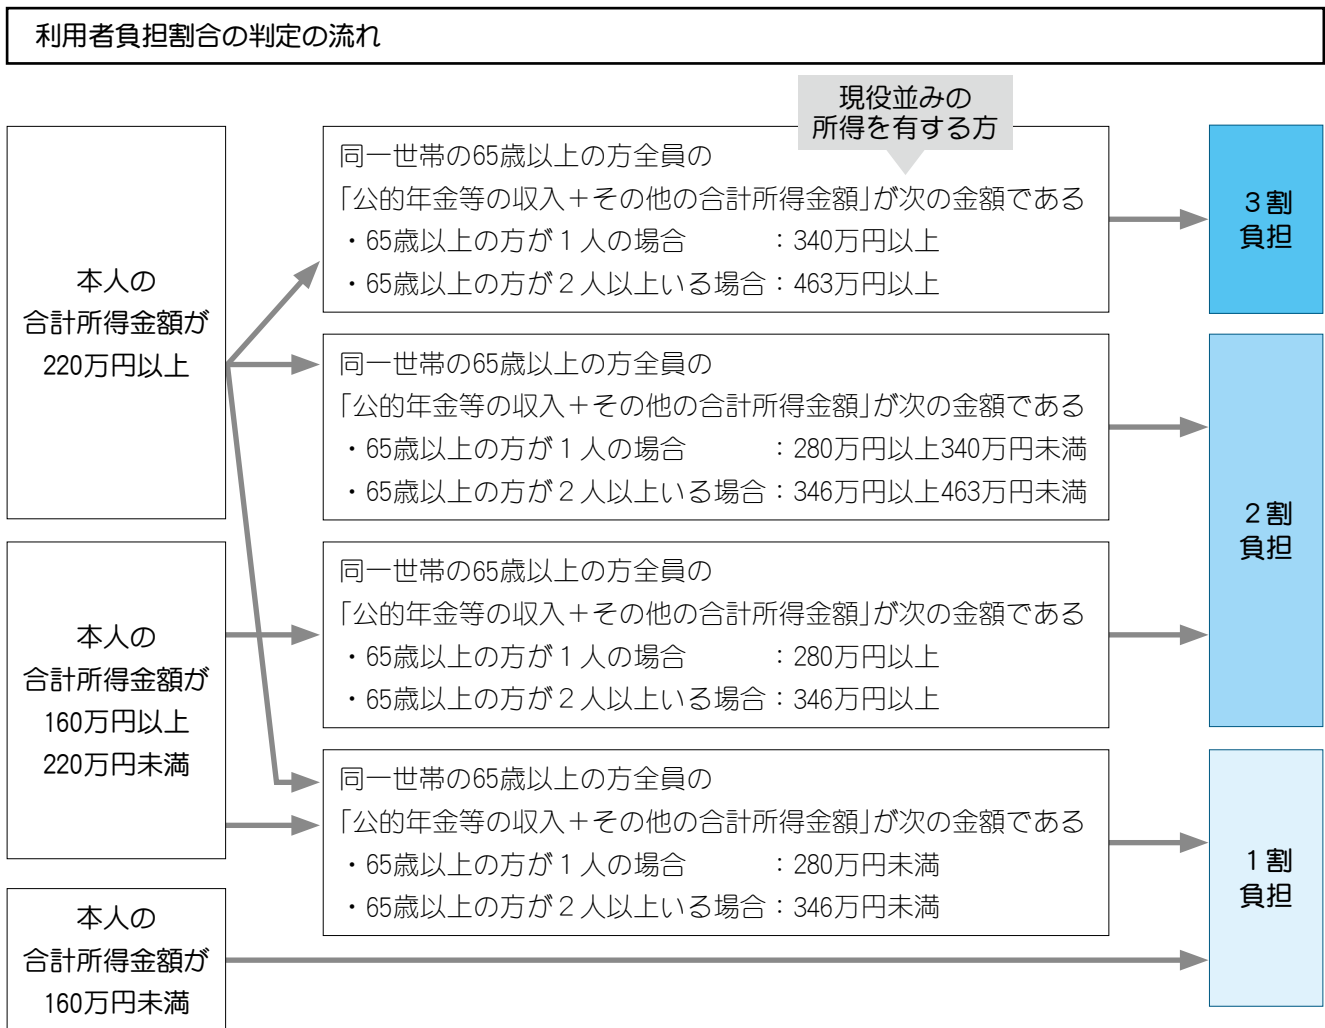 利用者負担割合の判定の流れ
現役並みの
所得を有する方
本人の
合計所得金額が
220万円以上
同一世帯の65歳以上の方全員の
「公的年金等の収入＋その他の合計所得金額」が次の金額である
・65歳以上の方が１人の場合　　　　：340万円以上
・65歳以上の方が２人以上いる場合：463万円以上
３割
負担
同一世帯の65歳以上の方全員の
「公的年金等の収入＋その他の合計所得金額」が次の金額である
・65歳以上の方が１人の場合　　　　：280万円以上340万円未満
・65歳以上の方が２人以上いる場合：346万円以上463万円未満
２割
負担
本人の
合計所得金額が
160万円以上
220万円未満
同一世帯の65歳以上の方全員の
「公的年金等の収入＋その他の合計所得金額」が次の金額である
・65歳以上の方が１人の場合　　　　：280万円以上
・65歳以上の方が２人以上いる場合：346万円以上
同一世帯の65歳以上の方全員の
「公的年金等の収入＋その他の合計所得金額」が次の金額である
・65歳以上の方が１人の場合　　　　：280万円未満
・65歳以上の方が２人以上いる場合：346万円未満
１割
負担
本人の
合計所得金額が
160万円未満